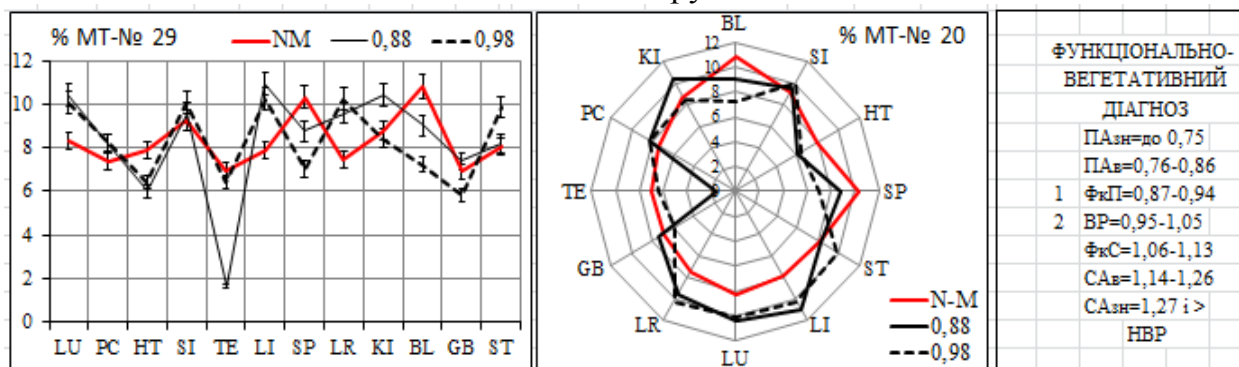 % МТ-№ 29
NM
0,88
0,98
12
10
8
6
4
2
0
LU PC HT SI TE LI SP LR KI BL GB ST
% МТ-№ 20
BL
SI
HT
SP
ST
LI
LU
LR
GB
TE
PC
KI
12
10
8
6
4
2
0
N-M
0,88
0,98
ФУНКЦІОНАЛЬНО-
ВЕГЕТАТИВНИЙ
ДІАГНОЗ
ПАзн=до 0,75
ПАв=0,76-0,86
1 ФкП=0,87-0,94
2 ВР=0,95-1,05
ФкС=1,06-1,13
САв=1,14-1,26
САзн=1,27 і >
НВР